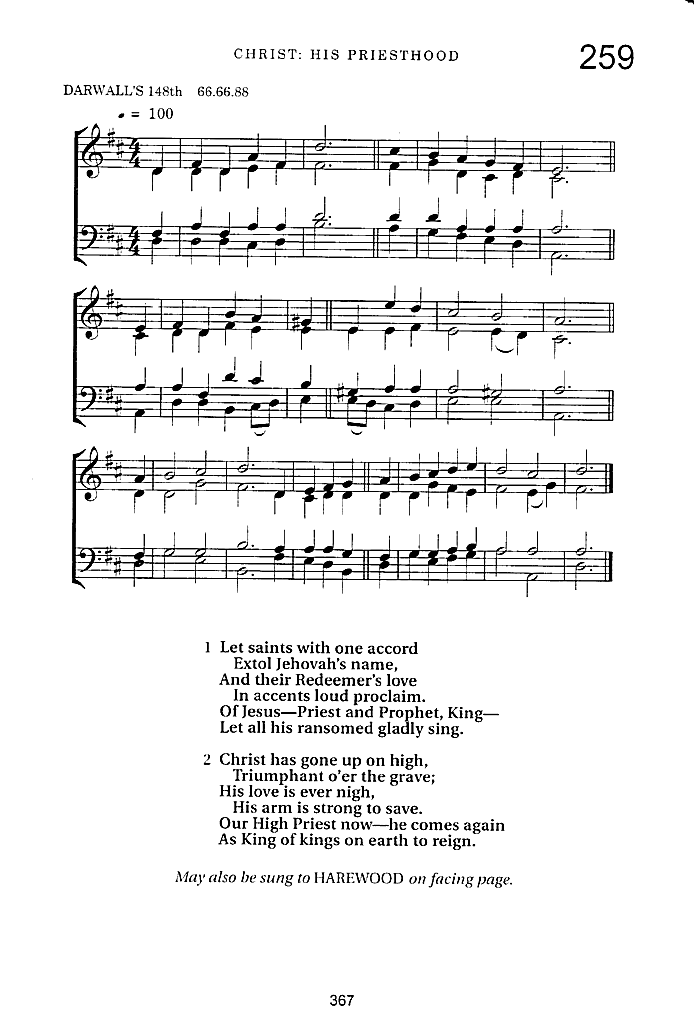 CHRIST: HIS PRIESTHOOD 259
DARWALL'S 148th 66.66.88
= 100
1 Let saints with one accord
Extol Jehovah's name,
And their Redeemer's love
In accents loud proclaim.
Of Jesus—Priest and Prophet, King—
Let all his ransomed gladly sing.
2 Christ has gone up on high,
Triumphant o'er the grave;
His love is ever nigh,
His arm is strong to save.
Our High Priest now—he comes again
As King of kings on earth to reign.
May also be sung to HAREWOOD on facing page.
367